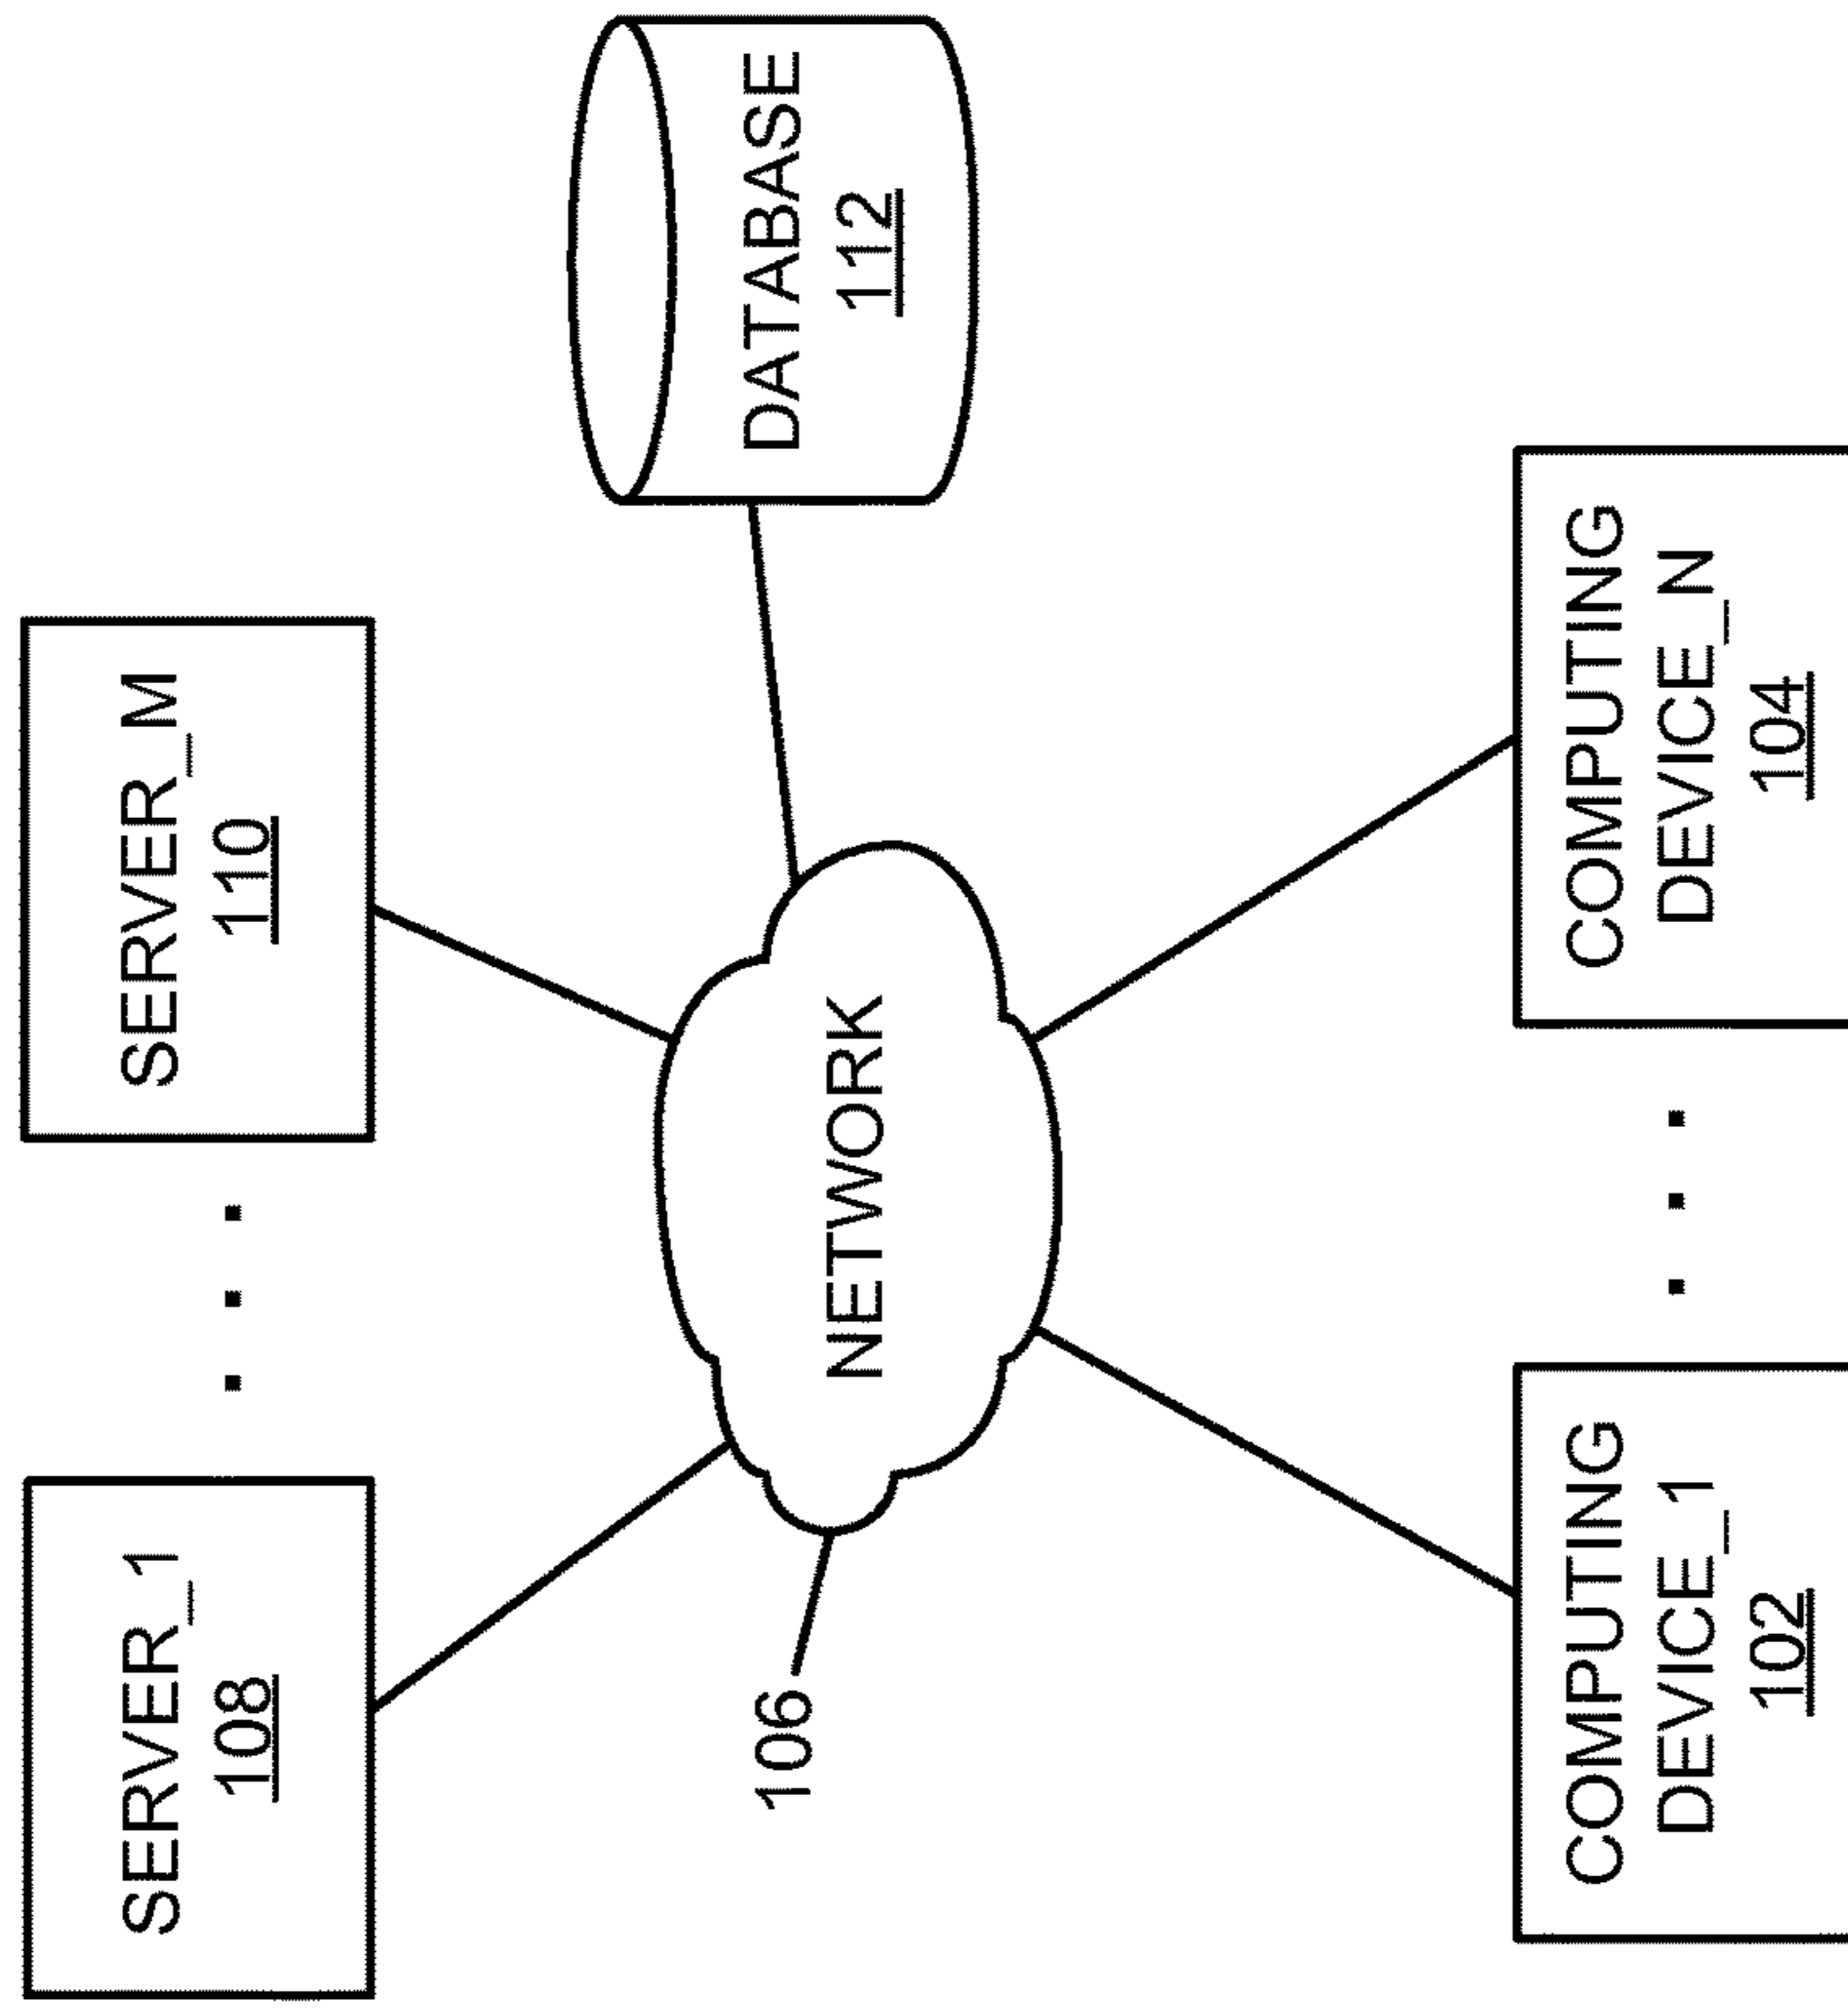 SERVER_1
108
SERVER_M
110
DATABASE
112
NETWORK
106
COMPUTING
DEVICE_1
102
COMPUTING
DEVICE_N
104